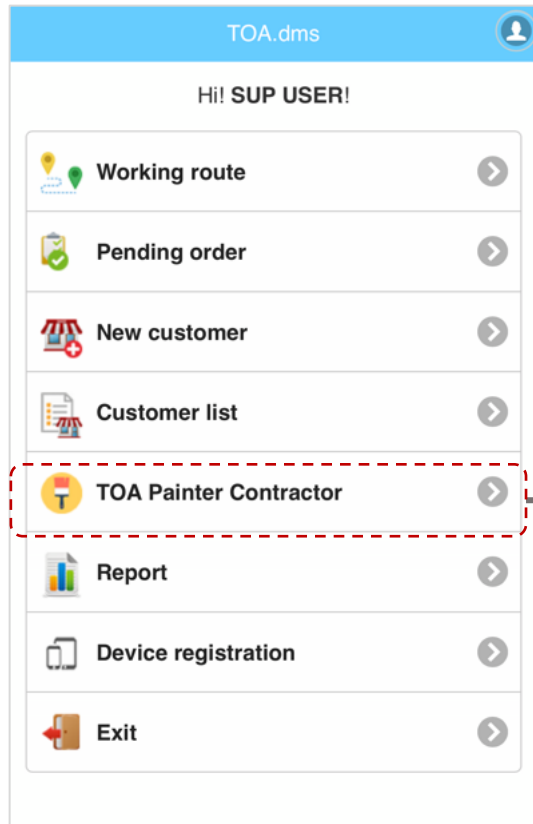 TOA.dms
Hi! SUP USER!
Working route
Pending order
New customer
Customer list
TOA Painter Contractor
Report
Device registration
Exit